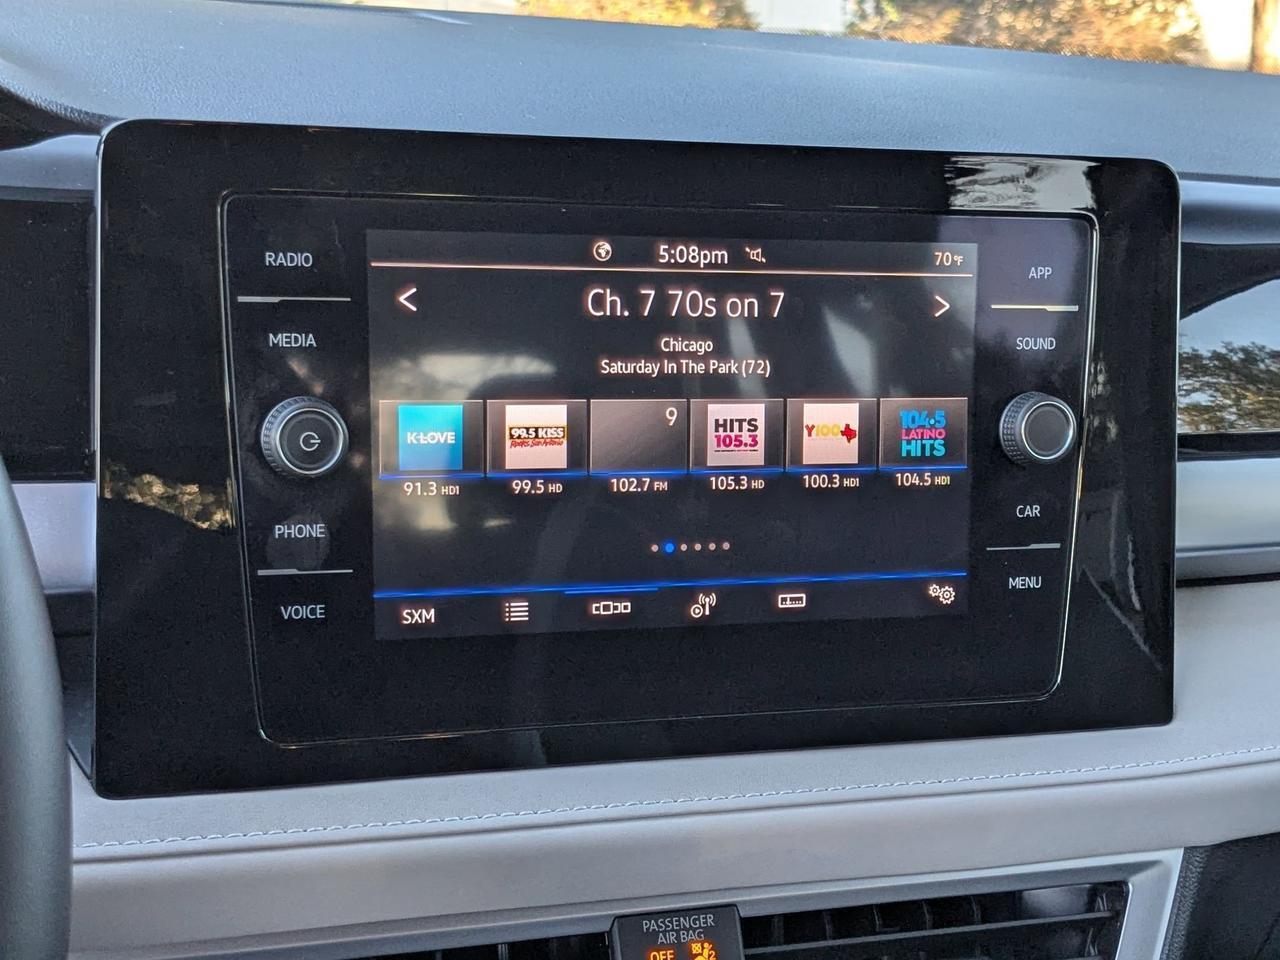 RADIO
MEDIA
PHONE
VOICE
5:08pm
70°F
< Ch. 7 70s on 7 >
Chicago
Saturday In The Park (72)
K-LOVE
99.5 KISS
Rocks San Antonio
9
HITS
105.3
Y100
104.5
LATINO
HITS
91.3 HD1
99.5 HD
102.7 FM
105.3 HD
100.3 HD1
104.5 HD1
SXM
APP
SOUND
CAR
MENU
PASSENGER
AIR BAG
OFF